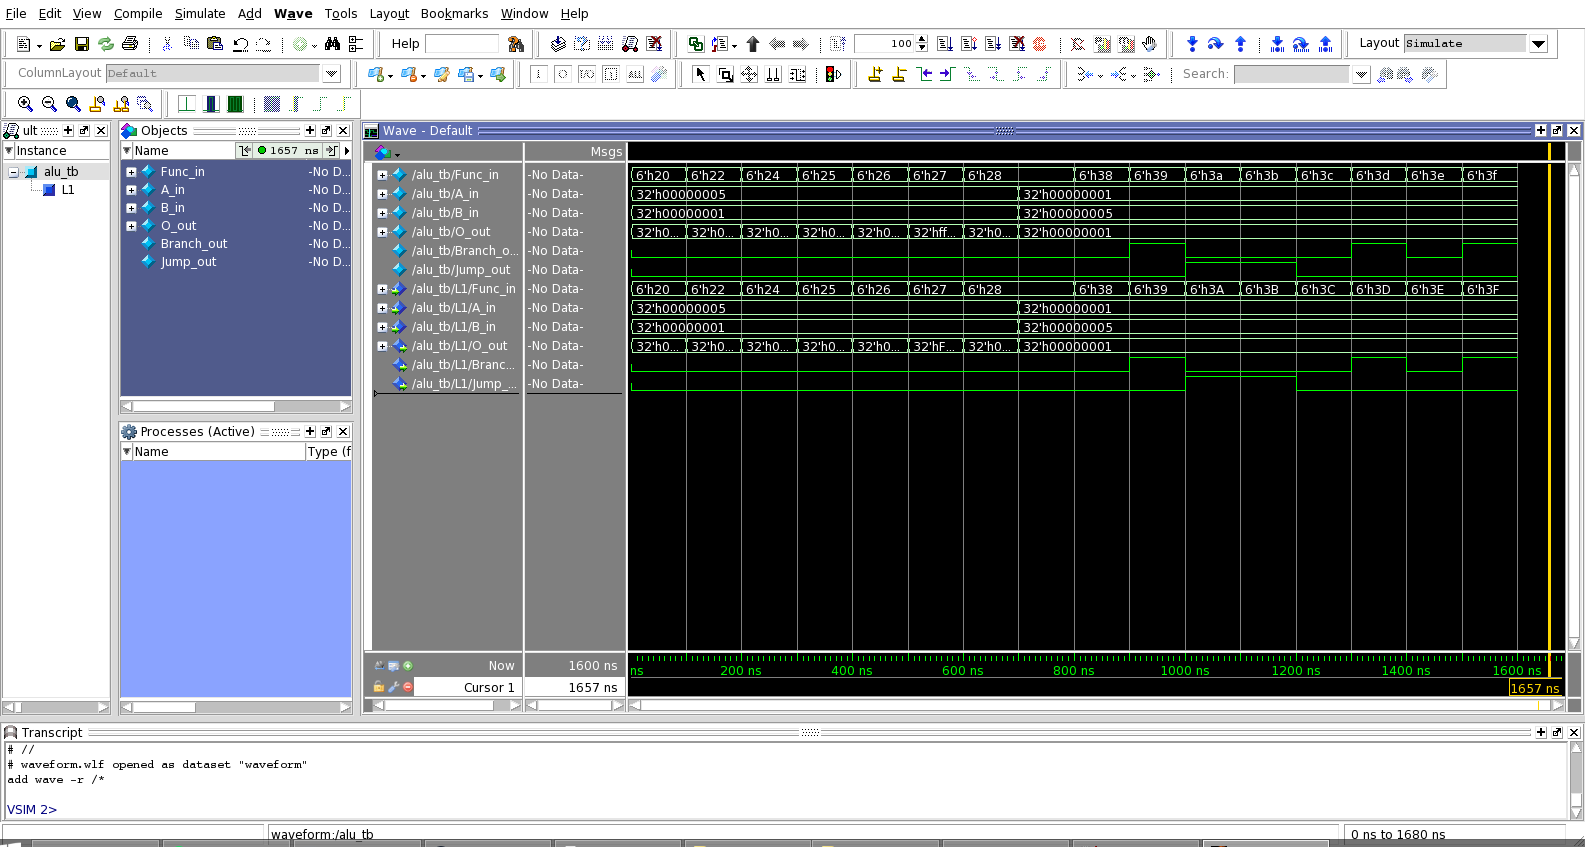 File Edit View Compile Simulate Add Wave Tools Layout Bookmarks Window Help
Help 100 Layout Simulate
ColumnLayout Default ALL Search:
ult Objects Wave - Default
Instance Name 1657 ns Msgs
alu_tb
L1
Func_in -No D...
A_in -No D...
B_in -No D...
O_out -No D...
Branch_out -No D...
Jump_out -No D...
/alu_tb/Func_in -No Data- 6'h20 6'h22 6'h24 6'h25 6'h26 6'h27 6'h28 6'h38 6'h39 6'h3a 6'h3b 6'h3c 6'h3d 6'h3e 6'h3f
/alu_tb/A_in -No Data- 32'h00000005 32'h00000001
/alu_tb/B_in -No Data- 32'h00000001 32'h00000005
/alu_tb/O_out -No Data- 32'h0... 32'h0... 32'h0... 32'h0... 32'h0... 32'hff... 32'h0... 32'h00000001
/alu_tb/Branch_o... -No Data-
/alu_tb/Jump_out -No Data-
/alu_tb/L1/Func_in -No Data- 6'h20 6'h22 6'h24 6'h25 6'h26 6'h27 6'h28 6'h38 6'h39 6'h3A 6'h3B 6'h3C 6'h3D 6'h3E 6'h3F
/alu_tb/L1/A_in -No Data- 32'h00000005 32'h00000001
/alu_tb/L1/B_in -No Data- 32'h00000001 32'h00000005
/alu_tb/L1/O_out -No Data- 32'h0... 32'h0... 32'h0... 32'h0... 32'h0... 32'hF... 32'h0... 32'h00000001
/alu_tb/L1/Branc... -No Data-
/alu_tb/L1/Jump_... -No Data-
Processes (Active)
Name Type (f
Now 1600 ns ns 200 ns 400 ns 600 ns 800 ns 1000 ns 1200 ns 1400 ns 1600 ns
Cursor 1 1657 ns 1657 ns
Transcript
# //
# waveform.wlf opened as dataset "waveform"
add wave -r /*
VSIM 2>
waveform:/alu_tb 0 ns to 1680 ns